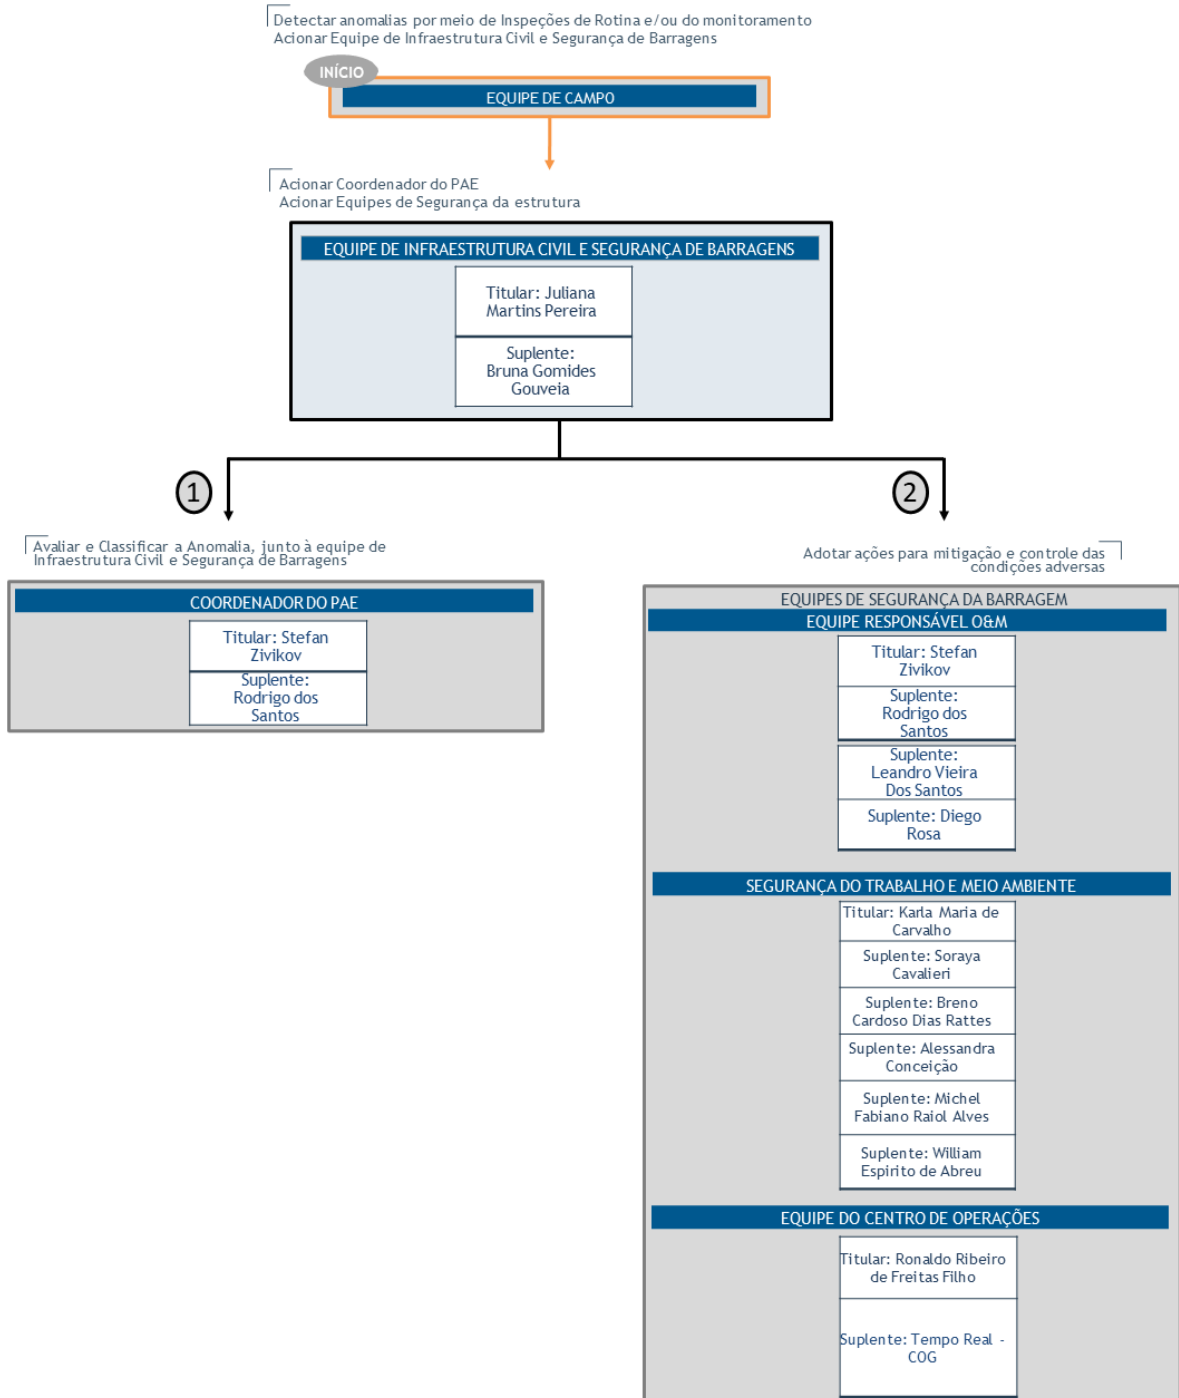 Detectar anomalias por meio de Inspeções de Rotina e/ou do monitoramento
Acionar Equipe de Infraestrutura Civil e Segurança de Barragens
INÍCIO
EQUIPE DE CAMPO
Acionar Coordenador do PAE
Acionar Equipes de Segurança da estrutura
EQUIPE DE INFRAESTRUTURA CIVIL E SEGURANÇA DE BARRAGENS
Titular: Juliana
Martins Pereira
Suplente:
Bruna Gomides
Gouveia
1
2
Avaliar e Classificar a Anomalia, junto à equipe de
Infraestrutura Civil e Segurança de Barragens
COORDENADOR DO PAE
Titular: Stefan
Zivikov
Suplente:
Rodrigo dos
Santos
Adotar ações para mitigação e controle das
condições adversas
EQUIPES DE SEGURANÇA DA BARRAGEM
EQUIPE RESPONSÁVEL O&M
Titular: Stefan
Zivikov
Suplente:
Rodrigo dos
Santos
Suplente:
Leandro Vieira
Dos Santos
Suplente: Diego
Rosa
SEGURANÇA DO TRABALHO E MEIO AMBIENTE
Titular: Karla Maria de
Carvalho
Suplente: Soraya
Cavalieri
Suplente: Breno
Cardoso Dias Rattes
Suplente: Alessandra
Conceição
Suplente: Michel
Fabiano Raiol Alves
Suplente: William
Espirito de Abreu
EQUIPE DO CENTRO DE OPERAÇÕES
Titular: Ronaldo Ribeiro
de Freitas Filho
Suplente: Tempo Real -
COG